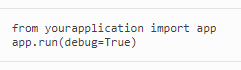 from yourapplication import app
app.run(debug=True)